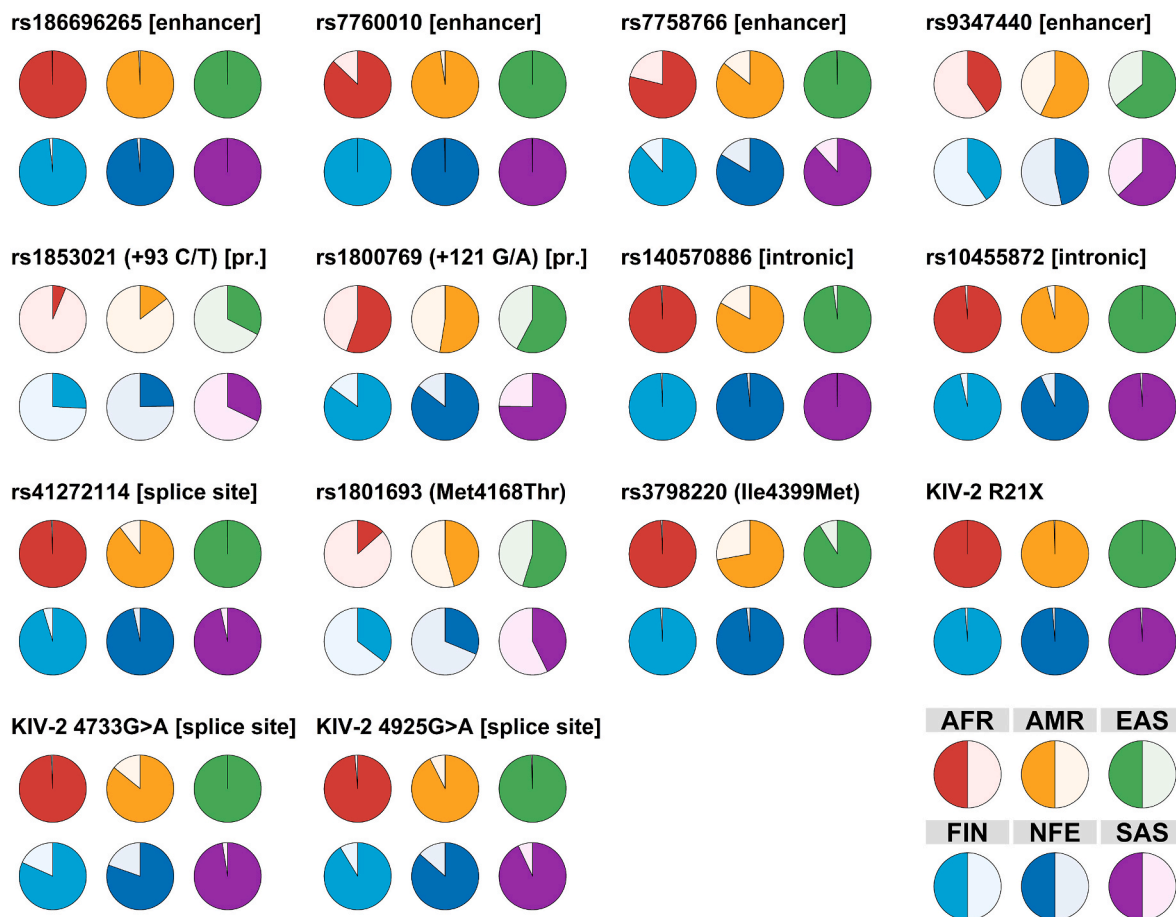 rs186696265 [enhancer] rs7760010 [enhancer] rs7758766 [enhancer] rs9347440 [enhancer]
rs1853021 (+93 C/T) [pr.] rs1800769 (+121 G/A) [pr.] rs140570886 [intronic] rs10455872 [intronic]
rs41272114 [splice site] rs1801693 (Met4168Thr) rs3798220 (Ile4399Met) KIV-2 R21X
KIV-2 4733G>A [splice site] KIV-2 4925G>A [splice site]
AFR AMR EAS
FIN NFE SAS